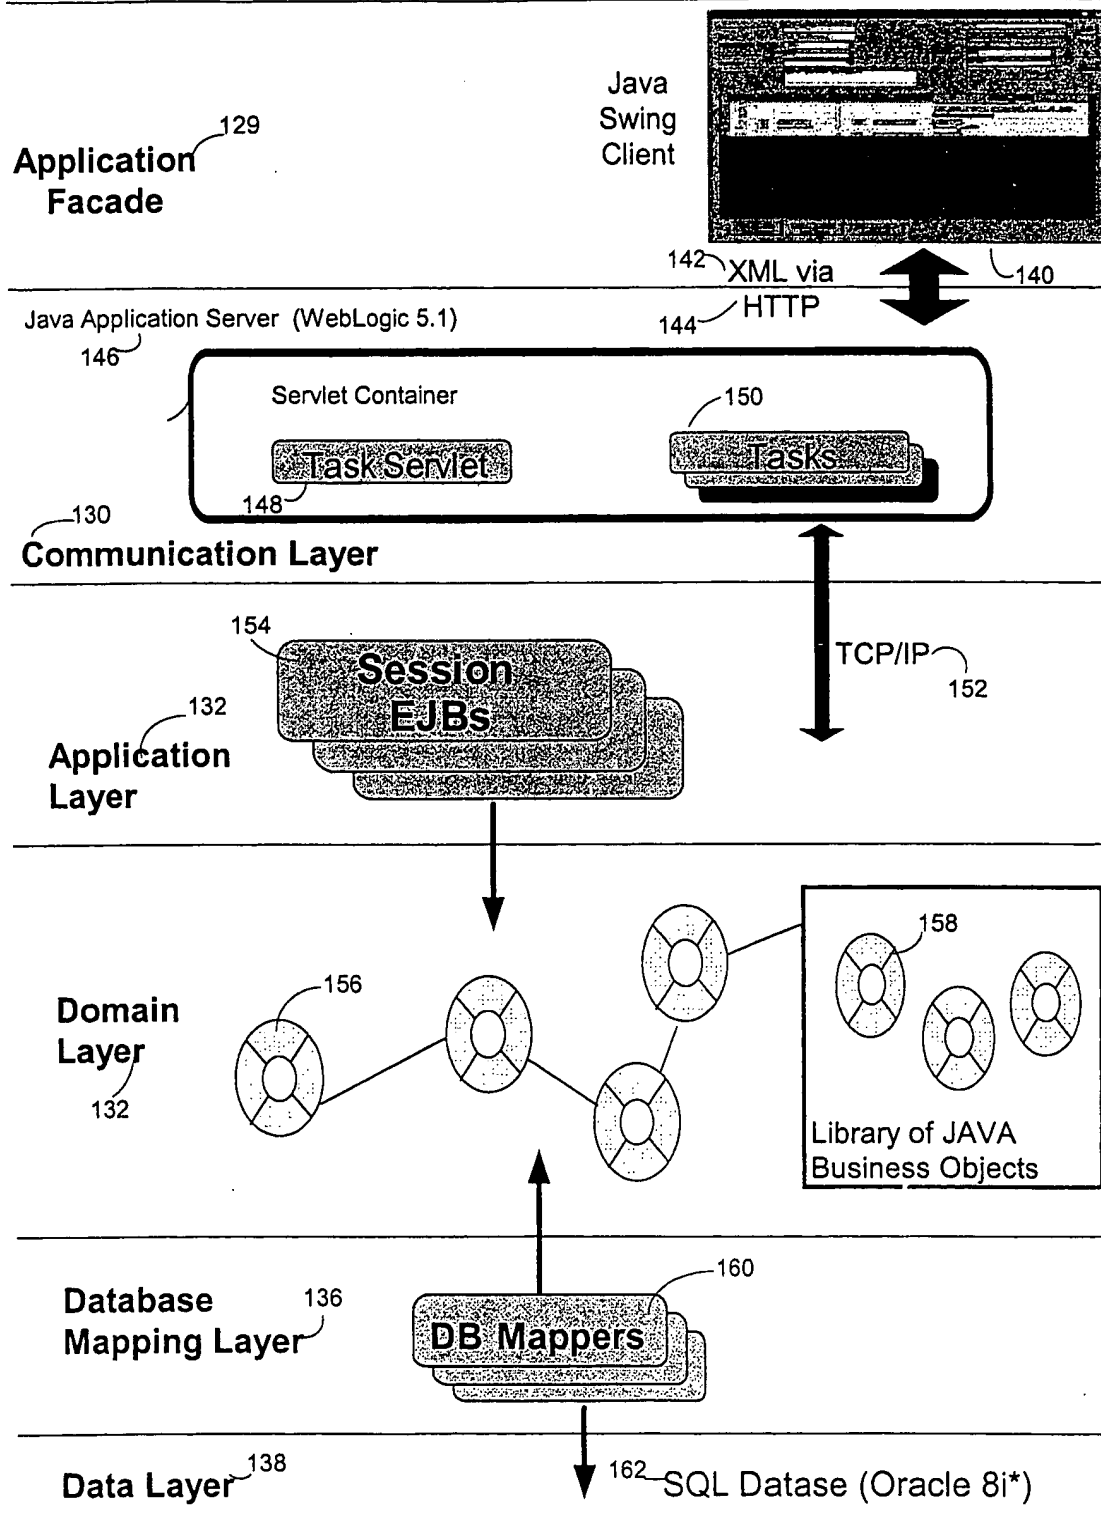 Java
Swing
Client
129
Application
Facade
142
XML via
140
HTTP
144
Java Application Server (WebLogic 5.1)
146
Servlet Container
150
Task Servlet
Tasks
148
130
Communication Layer
154
Session
EJBs
TCP/IP
152
132
Application
Layer
158
156
Domain
Layer
132
Library of JAVA
Business Objects
160
Database
136
Mapping Layer
DB Mappers
138
Data Layer
162
SQL Datase (Oracle 8i*)